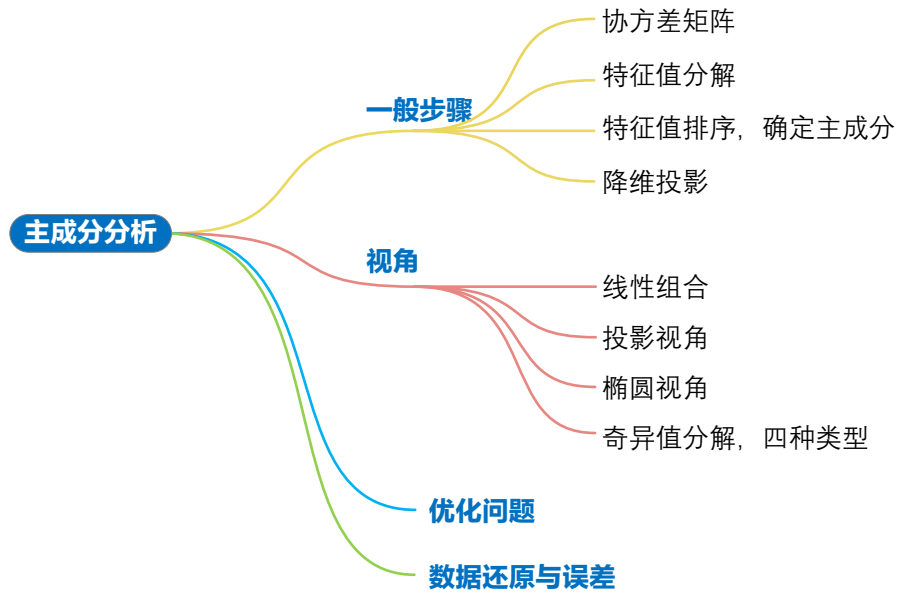 主成分分析
一般步骤
协方差矩阵
特征值分解
特征值排序，确定主成分
降维投影
视角
线性组合
投影视角
椭圆视角
奇异值分解，四种类型
优化问题
数据还原与误差